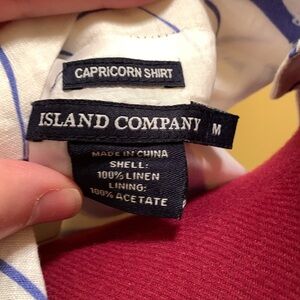 CAPRICORN SHIRT
ISLAND COMPANY M
MADE IN CHINA
SHELL:
100% LINEN
LINING:
100% ACETATE